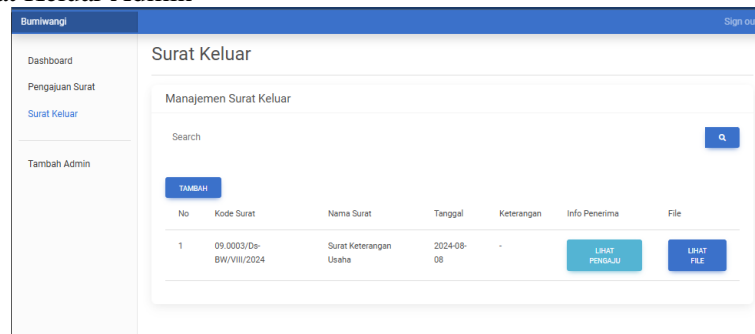 Bumiwangi
Sign ou
Dashboard
Pengajuan Surat
Surat Keluar
Tambah Admin
Surat Keluar
Manajemen Surat Keluar
Search
TAMBAH
No Kode Surat Nama Surat Tanggal Keterangan Info Penerima File
1 09.0003/Ds-BW/VIII/2024 Surat Keterangan Usaha 2024-08-08 - LIHAT PENGAJU LIHAT FILE